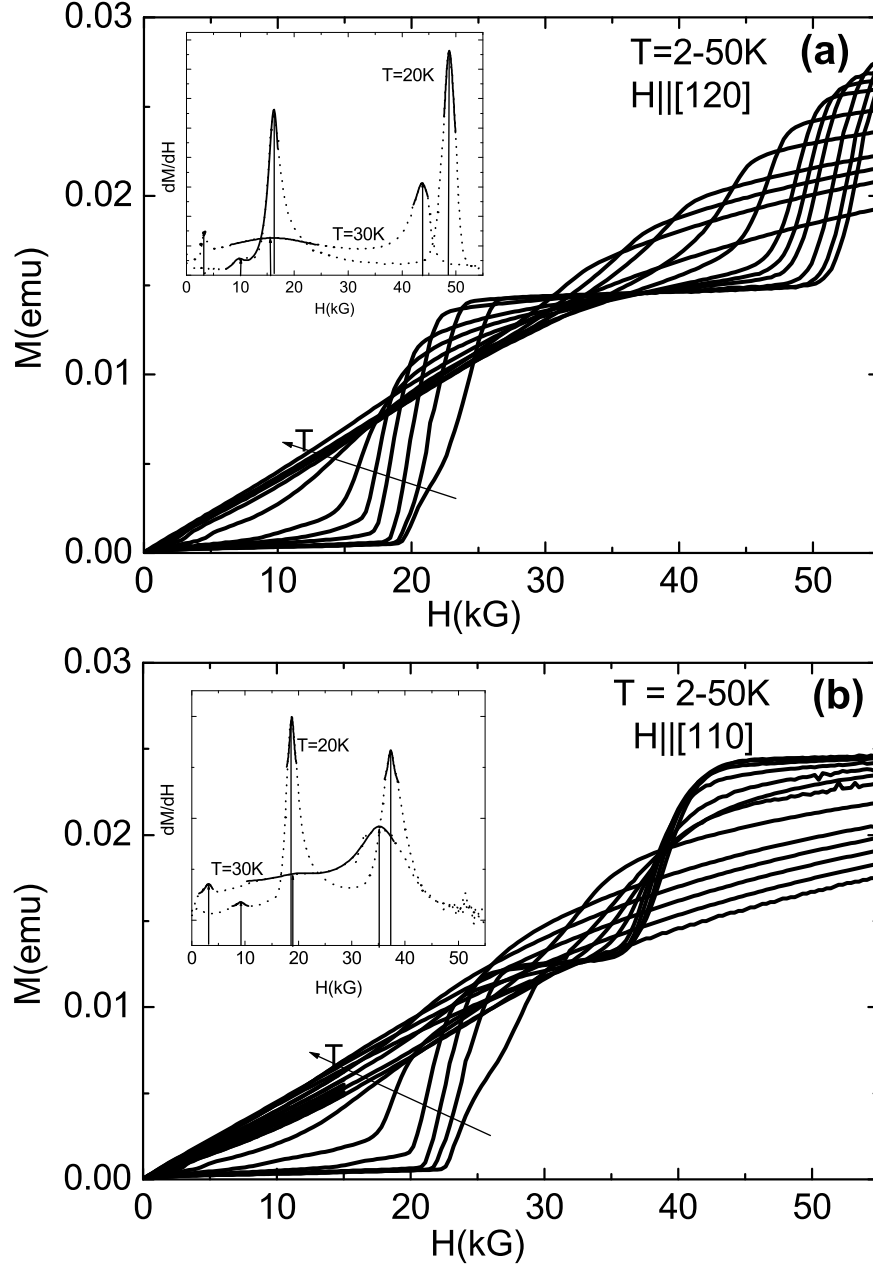 0.03
(a)
T=2-50K
H||[120]
T=20K
dM/dH
T=30K
0 10 20 30 40 50
H(kG)
0.02
M(emu)
0.01
T
0.00
0 10 20 30 40 50
H(kG)
0.03
(b)
T = 2-50K
H||[110]
T=20K
dM/dH
T=30K
0 10 20 30 40 50
H(kG)
0.02
M(emu)
0.01
T
0.00
0 10 20 30 40 50
H(kG)